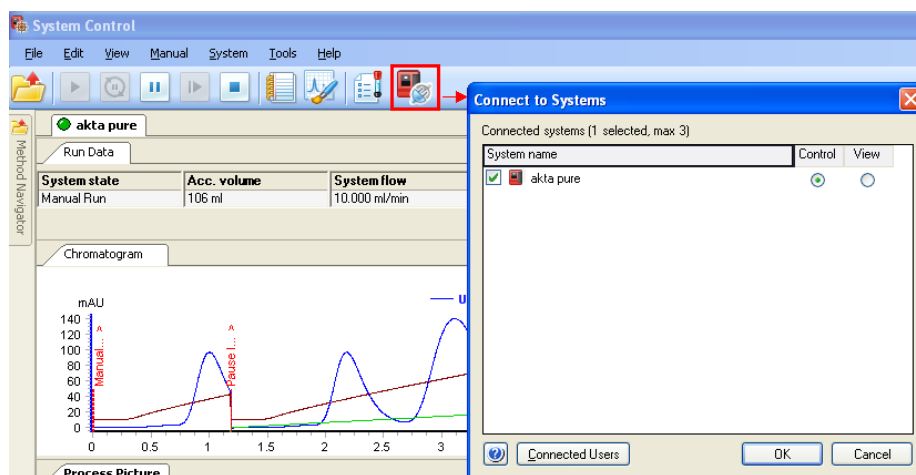 System Control
File Edit View Manual System Tools Help
akta pure
Method Navigator
Run Data
System state Acc. volume System flow
Manual Run 106 ml 10.000 ml/min
Chromatogram
mAU
U
140
120
100
80
60
40
20
0
Manual... ^
Pause I... ^
0 0.5 1 1.5 2 2.5 3
Process Picture
Connect to Systems
Connected systems (1 selected, max 3)
System name Control View
akta pure
Connected Users OK Cancel